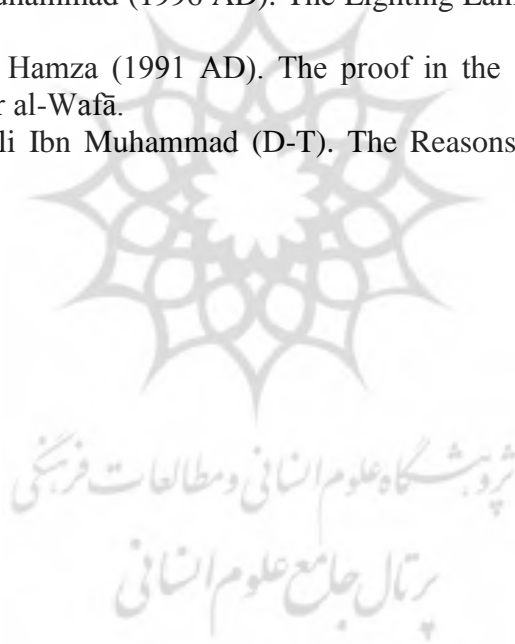 uhammad (1996 AD). The Lighting Lam
Hamza (1991 AD). The proof in the
r al-Wafā.
li Ibn Muhammad (D-T). The Reasons
پژوهشگاه علوم انسانی و مطالعات فرهنگی
پرتال جامع علوم انسانی